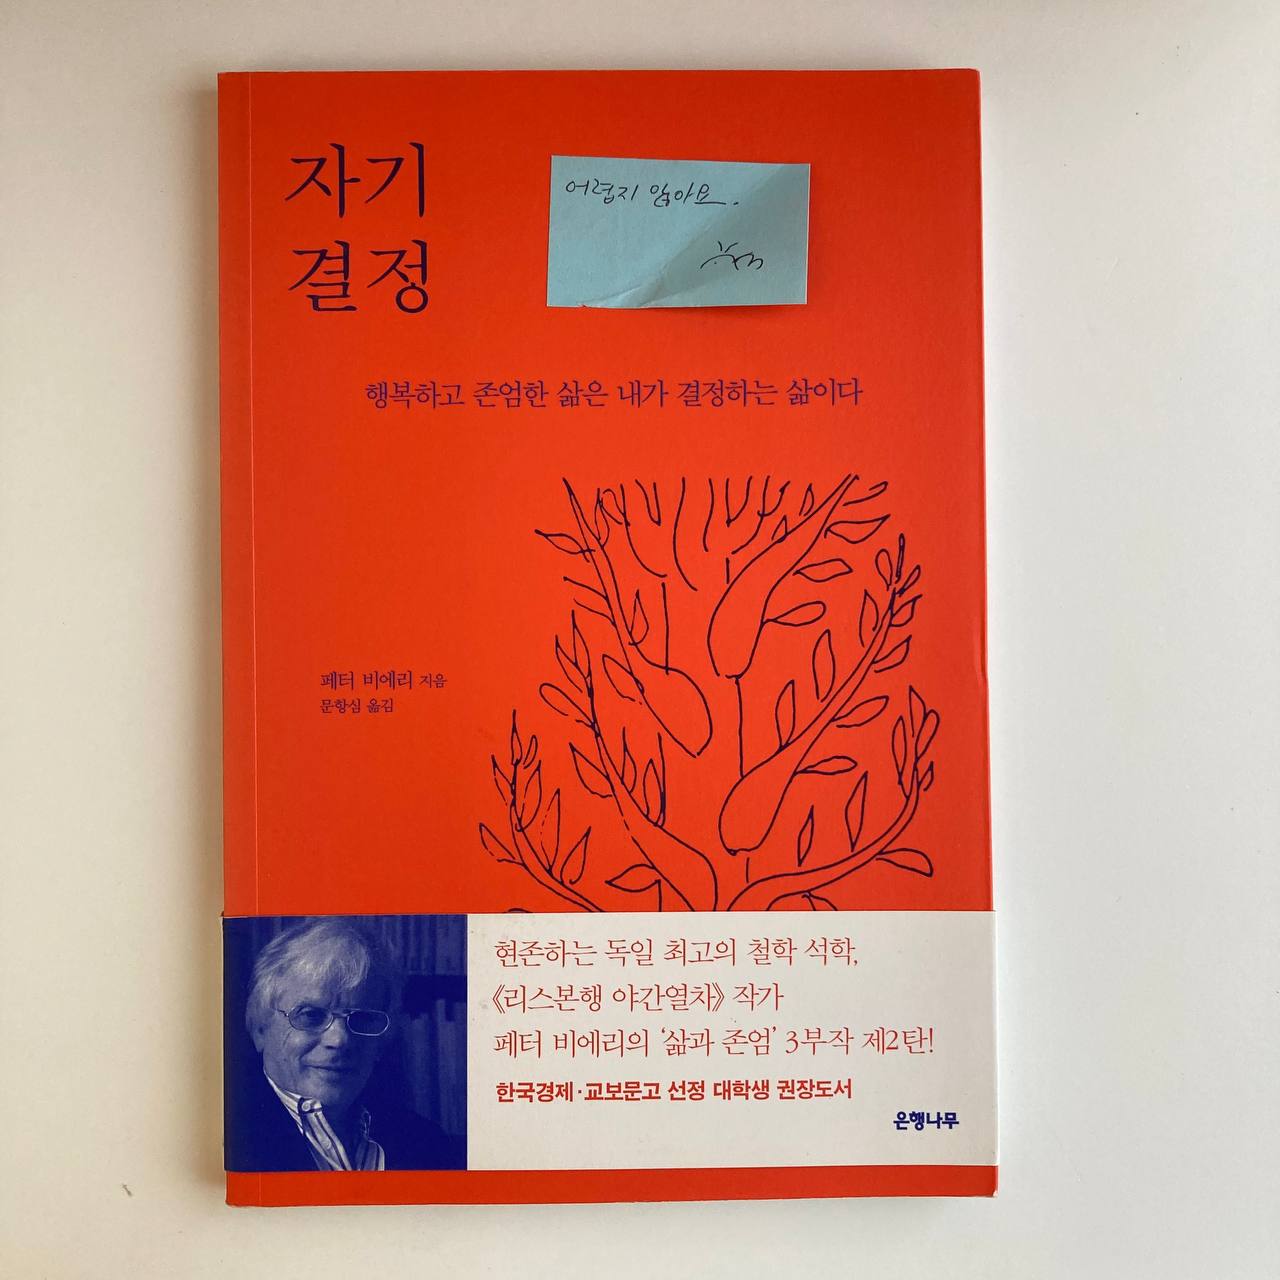 자기
결정
어렵지 않아요.
행복하고 존엄한 삶은 내가 결정하는 삶이다
페터 비에리 지음
문항심 옮김
현존하는 독일 최고의 철학 석학,
《리스본행 야간열차》 작가
페터 비에리의 ‘삶과 존엄’ 3부작 제2탄!
한국경제·교보문고 선정 대학생 권장도서
은행나무